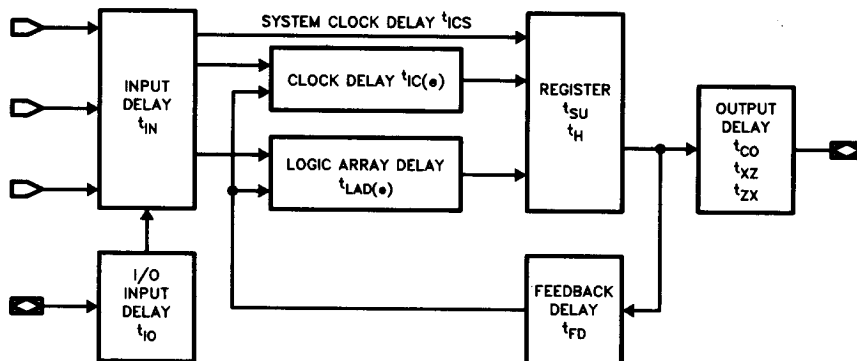 SYSTEM CLOCK DELAY tICS
INPUT
DELAY
tIN
CLOCK DELAY tIC(•)
LOGIC ARRAY DELAY
tLAD(•)
REGISTER
tSU
tH
OUTPUT
DELAY
tCO
tXZ
tZX
I/O
INPUT
DELAY
tIO
FEEDBACK
DELAY
tFD